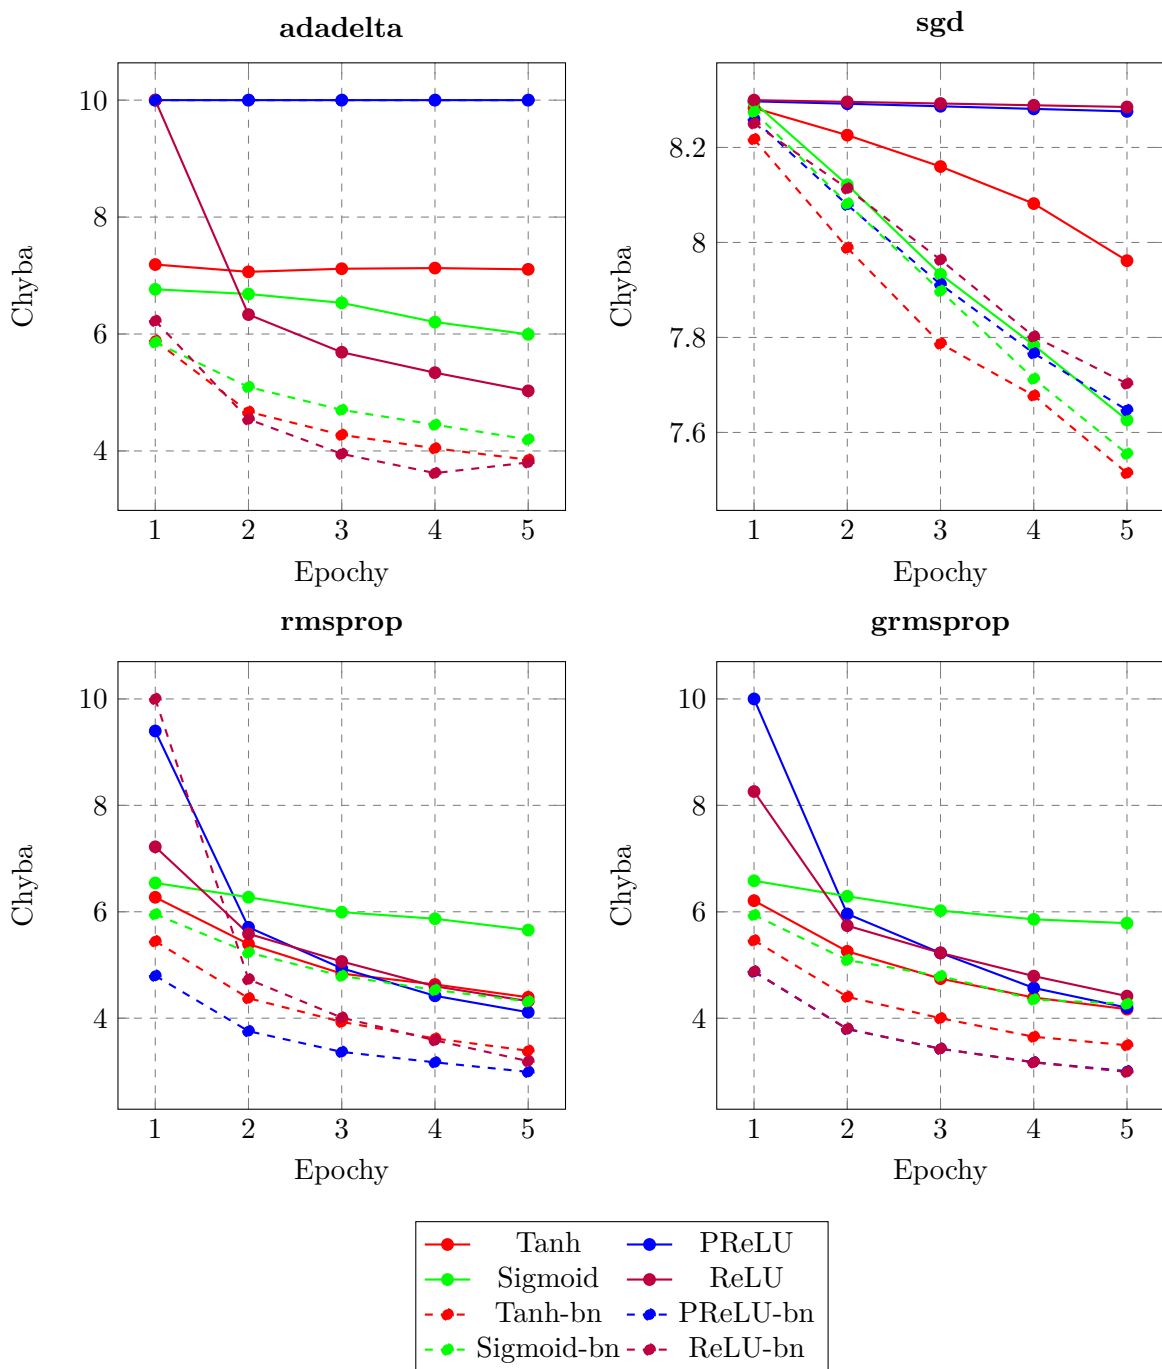 adadelta
10
8
6
4
Chyba
1 2 3 4 5
Epochy
sgd
8.2
8
7.8
7.6
Chyba
1 2 3 4 5
Epochy
rmsprop
10
8
6
4
Chyba
1 2 3 4 5
Epochy
grmsprop
10
8
6
4
Chyba
1 2 3 4 5
Epochy
Tanh PReLU
Sigmoid ReLU
Tanh-bn PReLU-bn
Sigmoid-bn ReLU-bn